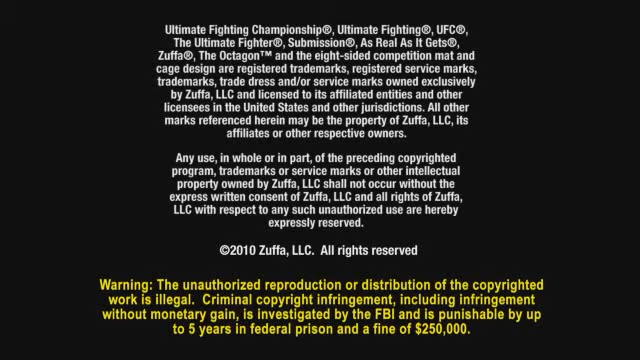 Ultimate Fighting Championship®, Ultimate Fighting®, UFC®,
The Ultimate Fighter®, Submission®, As Real As It Gets®,
Zuffa®, The Octagon™ and the eight-sided competition mat and
cage design are registered trademarks, registered service marks,
trademarks, trade dress and/or service marks owned exclusively
by Zuffa, LLC and licensed to its affiliated entities and other
licensees in the United States and other jurisdictions. All other
marks referenced herein may be the property of Zuffa, LLC, its
affiliates or other respective owners.
Any use, in whole or in part, of the preceding copyrighted
program, trademarks or service marks or other intellectual
property owned by Zuffa, LLC shall not occur without the
express written consent of Zuffa, LLC and all rights of Zuffa,
LLC with respect to any such unauthorized use are hereby
expressly reserved.
©2010 Zuffa, LLC. All rights reserved
Warning: The unauthorized reproduction or distribution of the copyrighted
work is illegal. Criminal copyright infringement, including infringement
without monetary gain, is investigated by the FBI and is punishable by up
to 5 years in federal prison and a fine of $250,000.